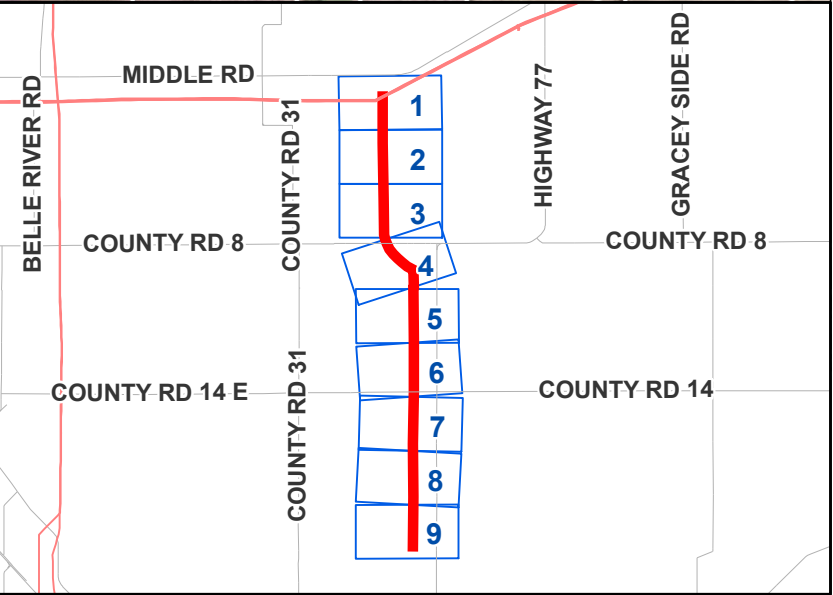 MIDDLE RD
BELLE RIVER RD
COUNTY RD 31
HIGHWAY 77
GRACEY SIDE RD
1
2
3
COUNTY RD 8
COUNTY RD 8
4
5
6
COUNTY RD 31
COUNTY RD 14 E
COUNTY RD 14
7
8
9